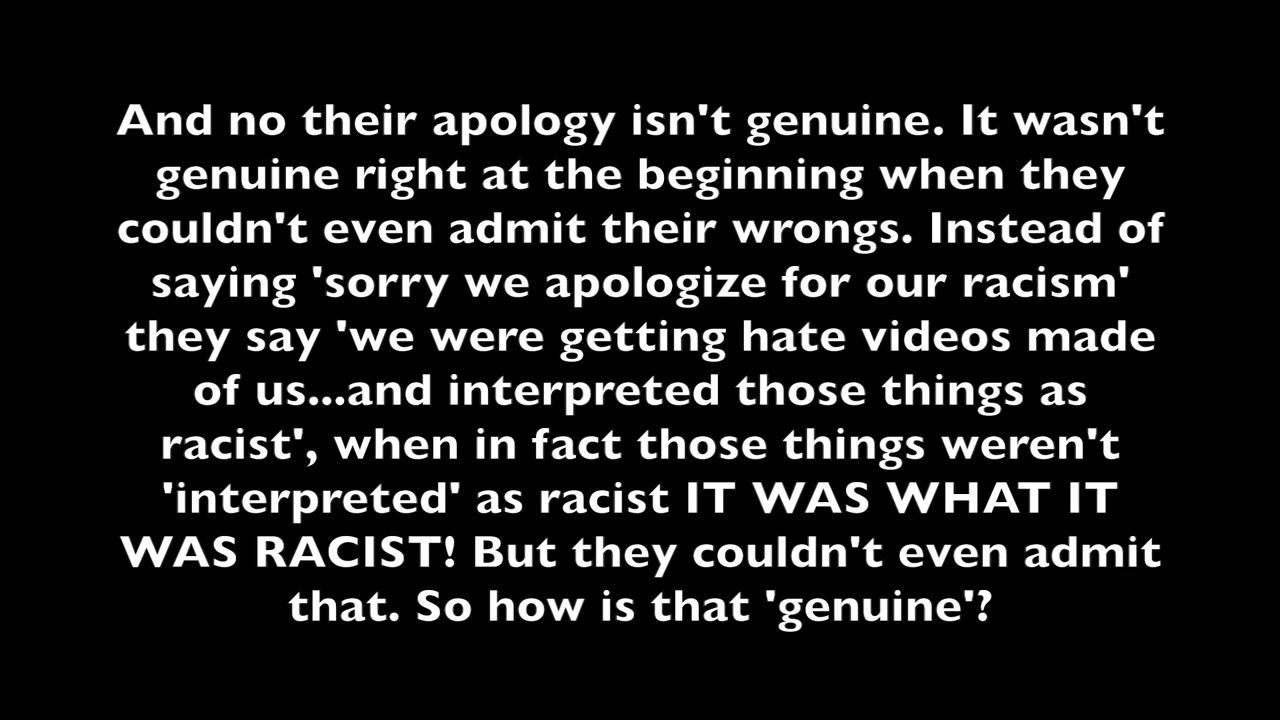 And no their apology isn't genuine. It wasn't
genuine right at the beginning when they
couldn't even admit their wrongs. Instead of
saying 'sorry we apologize for our racism'
they say 'we were getting hate videos made
of us...and interpreted those things as
racist', when in fact those things weren't
'interpreted' as racist IT WAS WHAT IT
WAS RACIST! But they couldn't even admit
that. So how is that 'genuine'?